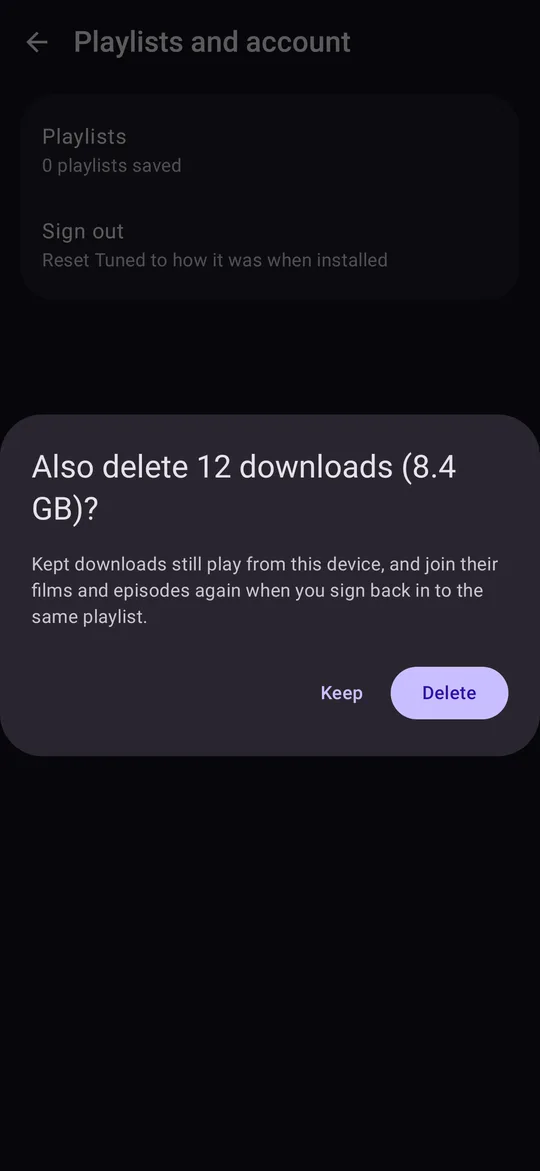 Playlists and account
Playlists
0 playlists saved
Sign out
Reset Tuned to how it was when installed
Also delete 12 downloads (8.4
GB)?
Kept downloads still play from this device, and join their
films and episodes again when you sign back in to the
same playlist.
Keep
Delete